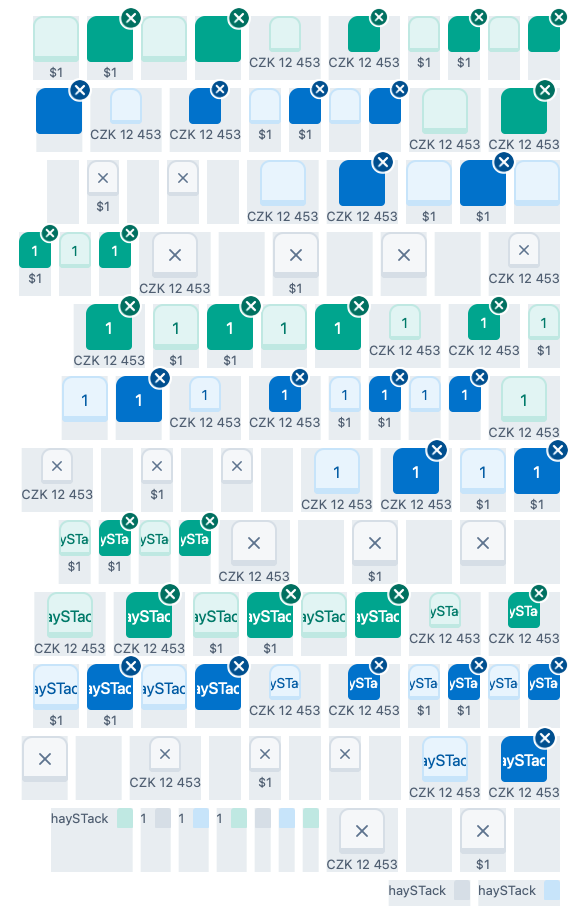 $1 $1 CZK 12 453 CZK 12 453 $1 $1
CZK 12 453 CZK 12 453 $1 $1 CZK 12 453 CZK 12 453
$1 CZK 12 453 CZK 12 453 $1 $1
1 1 1
$1 CZK 12 453 $1 CZK 12 453
1 1 1 1 1 1 1 1
CZK 12 453 $1 $1 CZK 12 453 CZK 12 453 $1
1 1 1 1 1 1 1 1 1
CZK 12 453 CZK 12 453 $1 $1 CZK 12 453
1 1 1 1
CZK 12 453 $1 CZK 12 453 CZK 12 453 $1 $1
ySTa ySTa ySTa ySTa
$1 $1 CZK 12 453 $1
aySTac aySTac aySTac aySTac aySTac aySTac ySTa ySTa
CZK 12 453 CZK 12 453 $1 $1 CZK 12 453 CZK 12 453
aySTac aySTac aySTac aySTac ySTa ySTa ySTa ySTa ySTa ySTa
$1 $1 CZK 12 453 CZK 12 453 $1 $1
aySTac aySTac
CZK 12 453 $1 CZK 12 453 CZK 12 453
haySTack 1 1 1
CZK 12 453 $1
haySTack haySTack